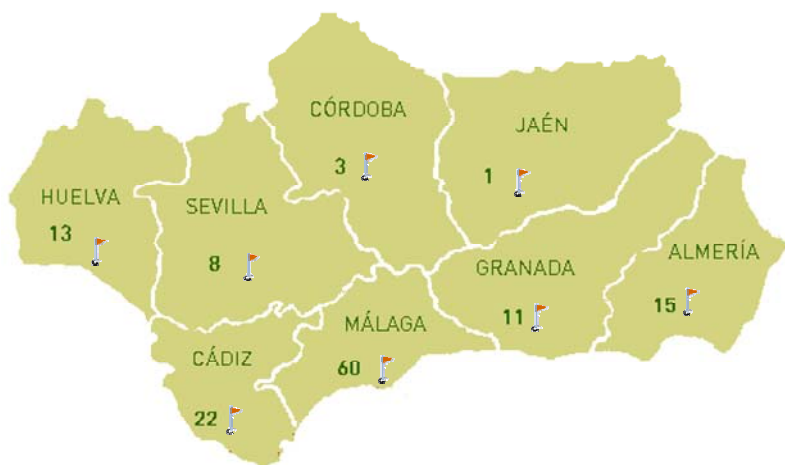 CÓRDOBA
3
JAÉN
1
HUELVA
13
SEVILLA
8
GRANADA
11
ALMERÍA
15
MÁLAGA
60
CÁDIZ
22